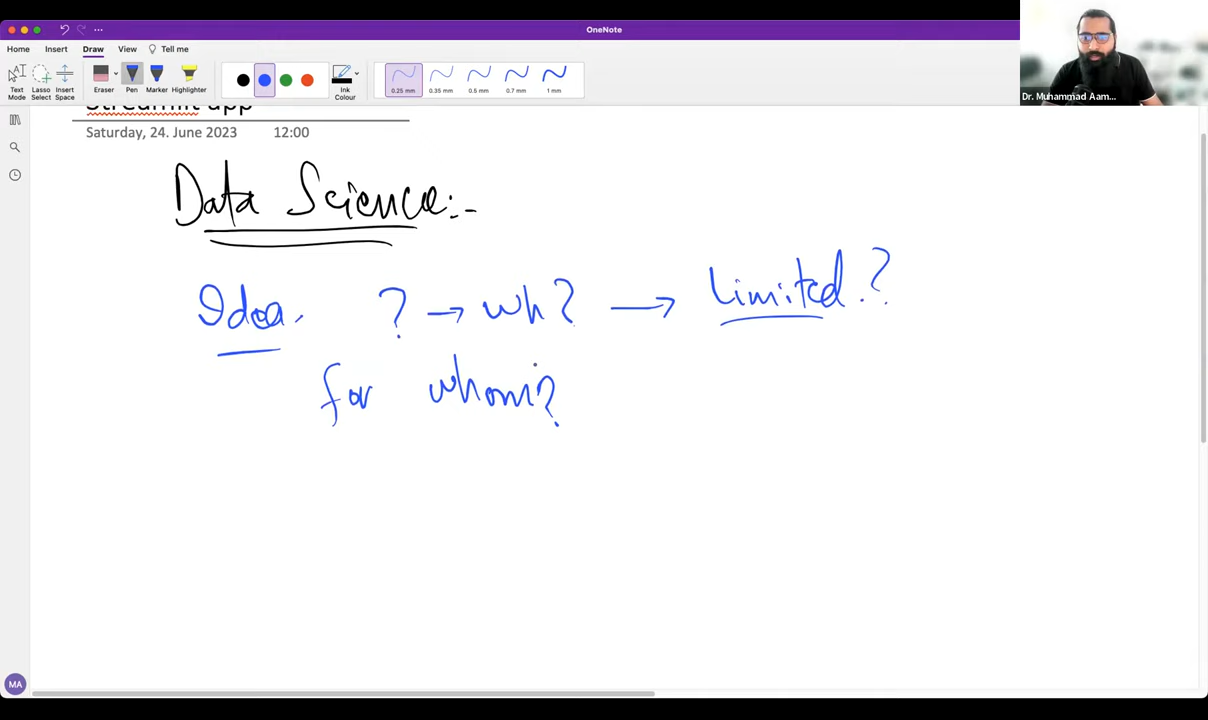 OneNote
Home Insert Draw View Tell me
Text Mode Lasso Select Insert Space Eraser Pen Marker Highlighter Ink Colour 0.25 mm 0.35 mm 0.5 mm 0.7 mm 1 mm
Dr. Muhammad Aam...
Streamlit app
Saturday, 24. June 2023 12:00
Data Science:-
Idea. ? → wh? → Limited.?
for whom?
MA